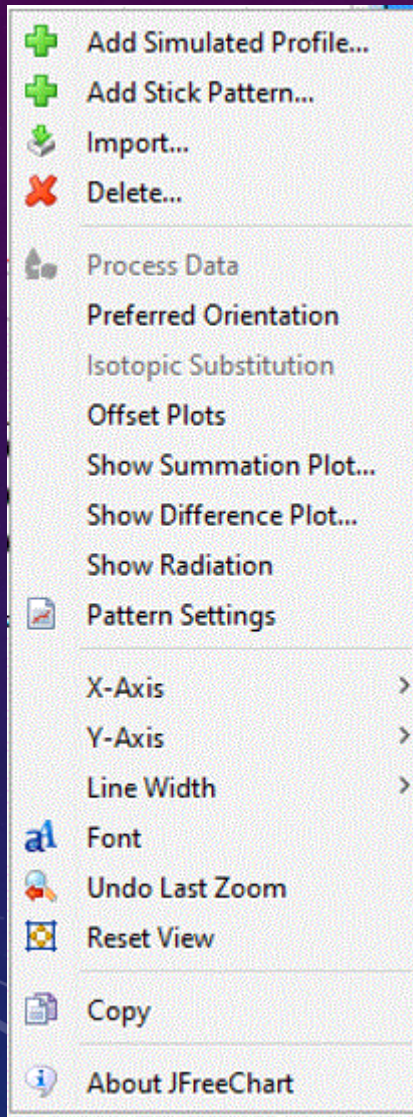 Add Simulated Profile...
Add Stick Pattern...
Import...
Delete...
Process Data
Preferred Orientation
Isotopic Substitution
Offset Plots
Show Summation Plot...
Show Difference Plot...
Show Radiation
Pattern Settings
X-Axis
Y-Axis
Line Width
Font
Undo Last Zoom
Reset View
Copy
About JFreeChart